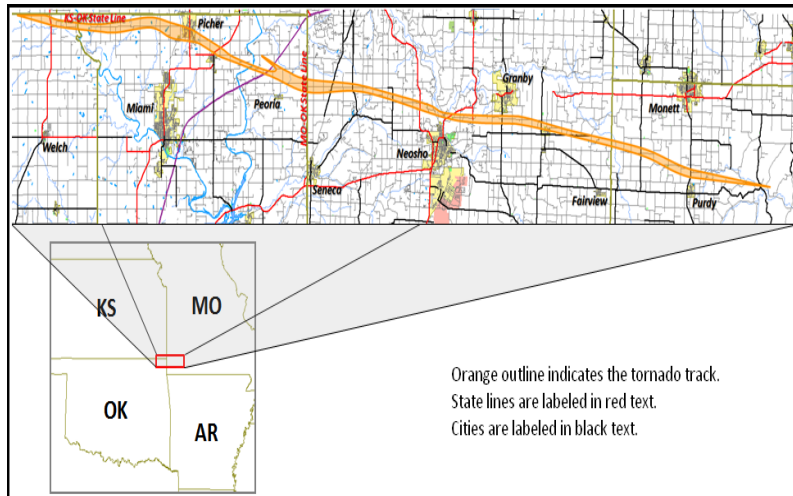 KS-OK State Line
Picher
MO-OK State Line
Granby
Miami
Peoria
Monett
Welch
Neosho
Seneca
Fairview
Purdy
KS
MO
OK
AR
Orange outline indicates the tornado track.
State lines are labeled in red text.
Cities are labeled in black text.